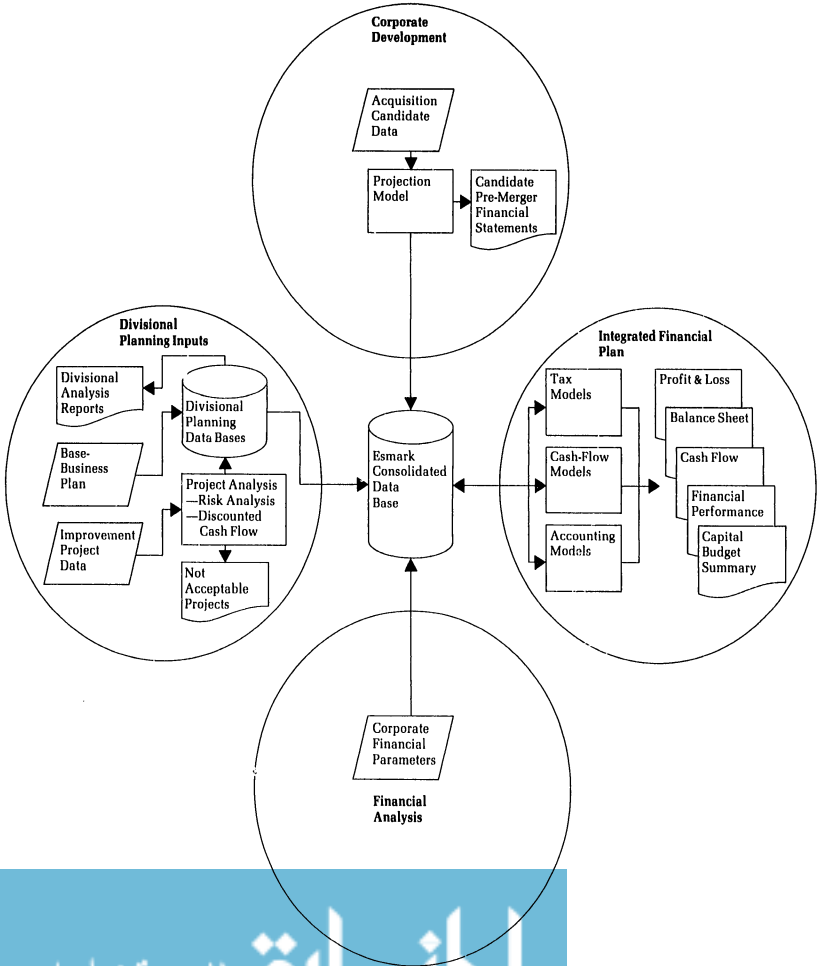 Corporate
Development
Acquisition
Candidate
Data
Projection
Model
Candidate
Pre-Merger
Financial
Statements
Divisional
Planning Inputs
Divisional
Analysis
Reports
Divisional
Planning
Data Bases
Base-
Business
Plan
Project Analysis
—Risk Analysis
—Discounted
Cash Flow
Improvement
Project
Data
Not
Acceptable
Projects
Esmark
Consolidated
Data
Base
Integrated Financial
Plan
Tax
Models
Cash-Flow
Models
Accounting
Models
Profit & Loss
Balance Sheet
Cash Flow
Financial
Performance
Capital
Budget
Summary
Corporate
Financial
Parameters
Financial
Analysis